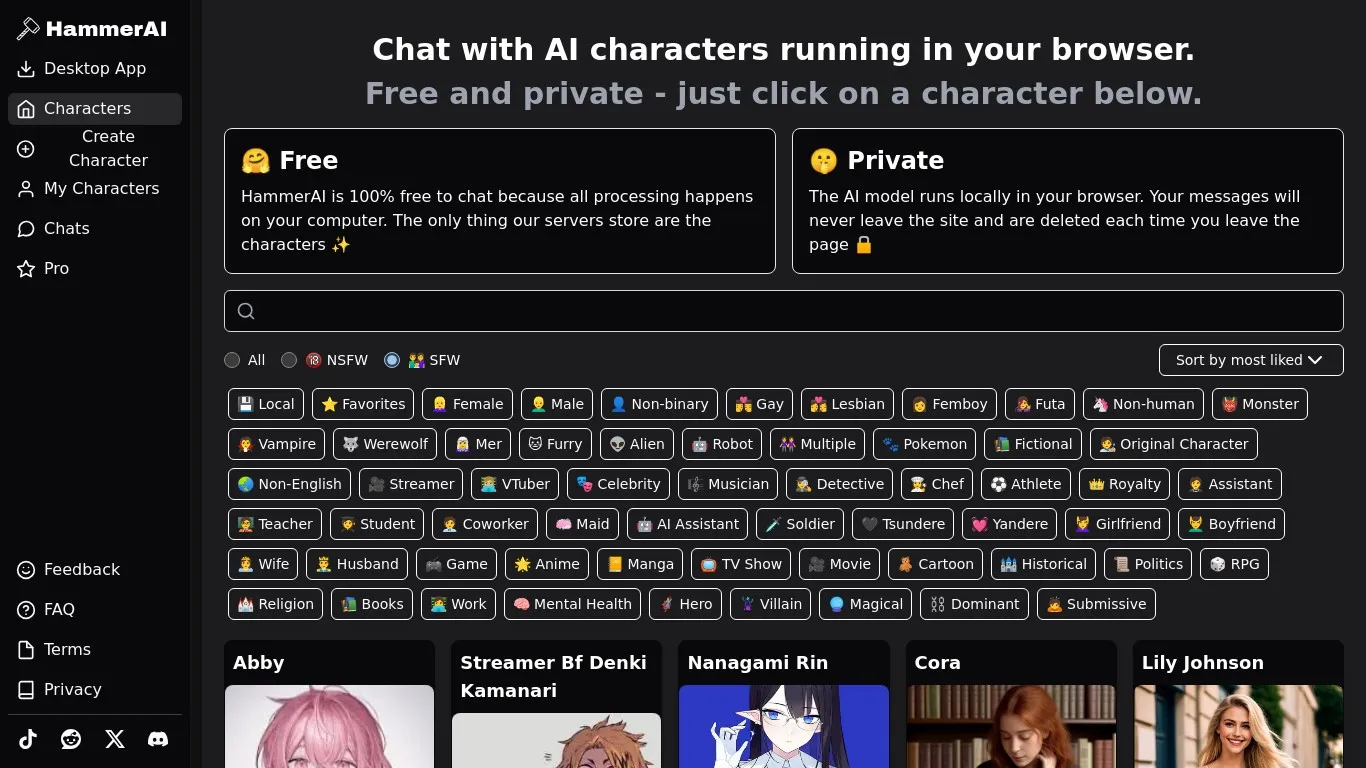 HammerAI
Desktop App
Characters
Create
Character
My Characters
Chats
Pro
Feedback
FAQ
Terms
Privacy
Chat with AI characters running in your browser.
Free and private - just click on a character below.
🤗 Free
HammerAI is 100% free to chat because all processing happens
on your computer. The only thing our servers store are the
characters ✨
🤫 Private
The AI model runs locally in your browser. Your messages will
never leave the site and are deleted each time you leave the
page 🔒
All 🔞 NSFW 👫 SFW
Sort by most liked
💾 Local ⭐ Favorites 👱‍♀️ Female 👱‍♂️ Male 👤 Non-binary 👨‍❤️‍💋‍👨 Gay 👩‍❤️‍💋‍👩 Lesbian 👩 Femboy 👩‍🎤 Futa 🦄 Non-human 👹 Monster
🧛 Vampire 🐺 Werewolf 🧝‍♀️ Mer 🐱 Furry 👽 Alien 🤖 Robot 👭 Multiple 🐾 Pokemon 📚 Fictional 🧑‍🎨 Original Character
🌏 Non-English 🎥 Streamer 👨‍💻 VTuber 🎭 Celebrity 🎼 Musician 🕵️ Detective 👨‍🍳 Chef ⚽ Athlete 👑 Royalty 🤵 Assistant
🧑‍🏫 Teacher 🧑‍🎓 Student 🧑‍💼 Coworker 🧼 Maid 🤖 AI Assistant 🗡️ Soldier 🖤 Tsundere 💓 Yandere 💆‍♀️ Girlfriend 💆‍♂️ Boyfriend
👰 Wife 🤴 Husband 🎮 Game 🌟 Anime 📒 Manga 📺 TV Show 🎥 Movie 🧸 Cartoon 🏰 Historical 📜 Politics 🎲 RPG
⛪ Religion 📚 Books 👩‍💻 Work 🧠 Mental Health 🦸 Hero 🦹 Villain 🔮 Magical ⛓️ Dominant 🙇 Submissive
Abby
Streamer Bf Denki
Kamanari
Nanagami Rin
Cora
Lily Johnson